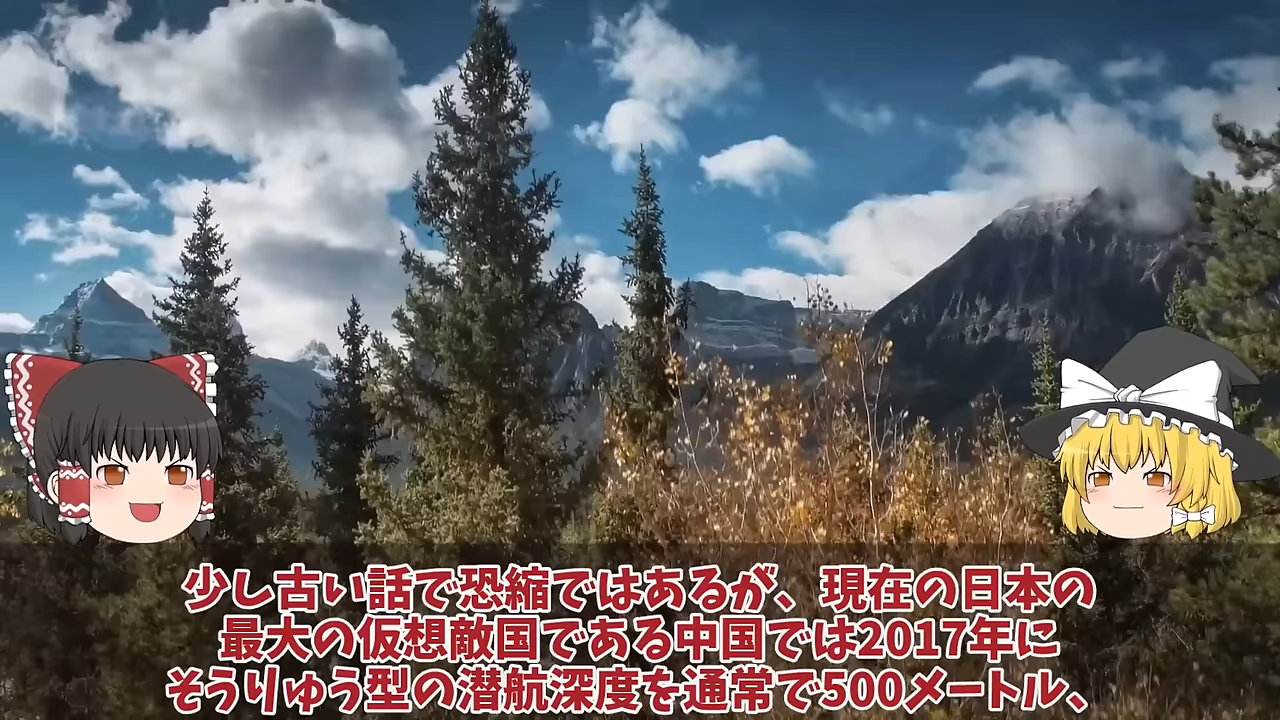 少し古い話で恐縮ではあるが、現在の日本の
最大の仮想敵国である中国では2017年に
そうりゅう型の潜航深度を通常で500メートル、